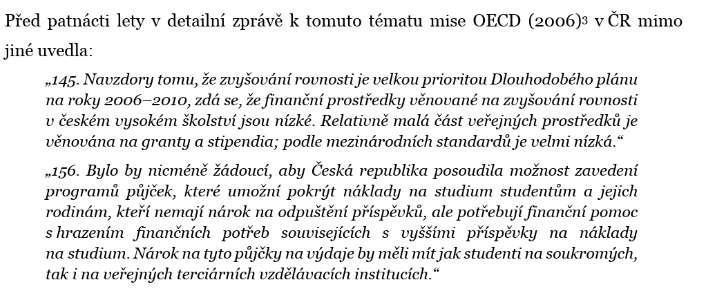 Před patnácti lety v detailní zprávě k tomuto tématu mise OECD (2006)³ v ČR mimo
jiné uvedla:
„145. Navzdory tomu, že zvyšování rovnosti je velkou prioritou Dlouhodobého plánu
na roky 2006–2010, zdá se, že finanční prostředky věnované na zvyšování rovnosti
v českém vysokém školství jsou nízké. Relativně malá část veřejných prostředků je
věnována na granty a stipendia; podle mezinárodních standardů je velmi nízká.“
„156. Bylo by nicméně žádoucí, aby Česká republika posoudila možnost zavedení
programů půjček, které umožní pokrýt náklady na studium studentům a jejich
rodinám, kteří nemají nárok na odpuštění příspěvků, ale potřebují finanční pomoc
s hrazením finančních potřeb souvisejících s vyššími příspěvky na náklady
na studium. Nárok na tyto půjčky na výdaje by měli mít jak studenti na soukromých,
tak i na veřejných terciárních vzdělávacích institucích.“